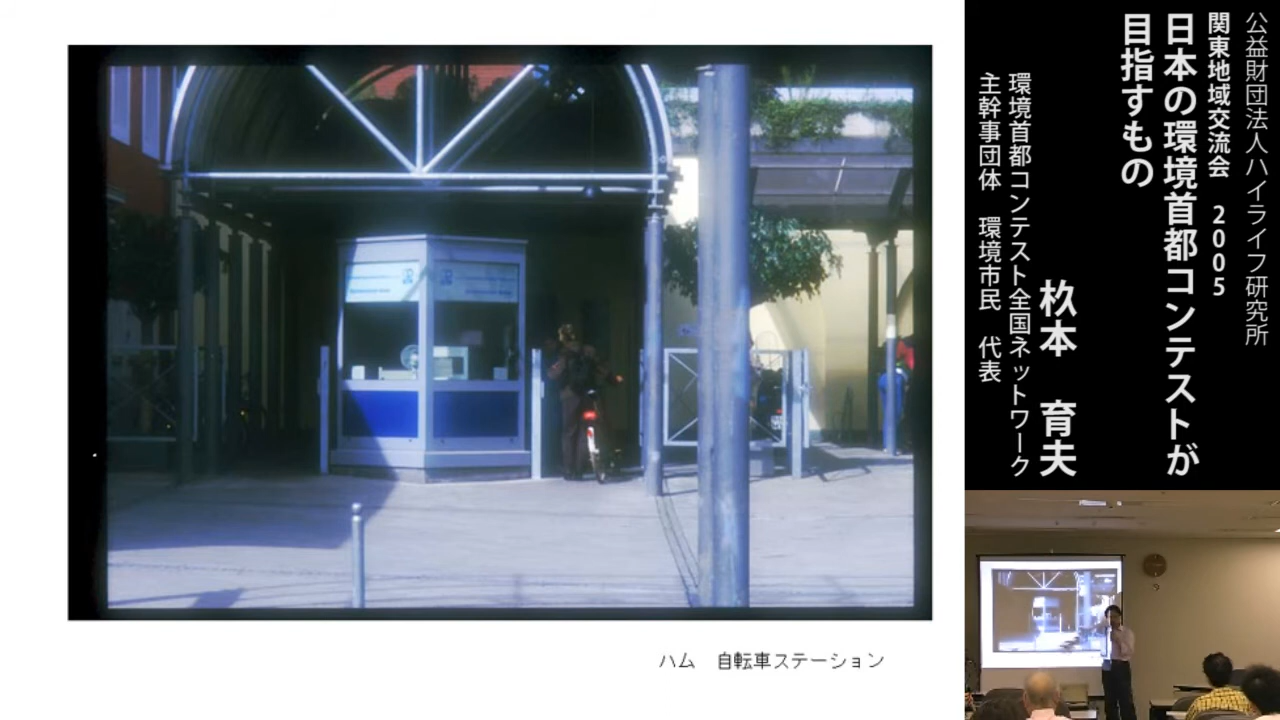 公益財団法人ハイライフ研究所
関東地域交流会 2005
日本の環境首都コンテストが
目指すもの
杦本 育夫
環境首都コンテスト全国ネットワーク
主幹事団体 環境市民 代表
ハム 自転車ステーション